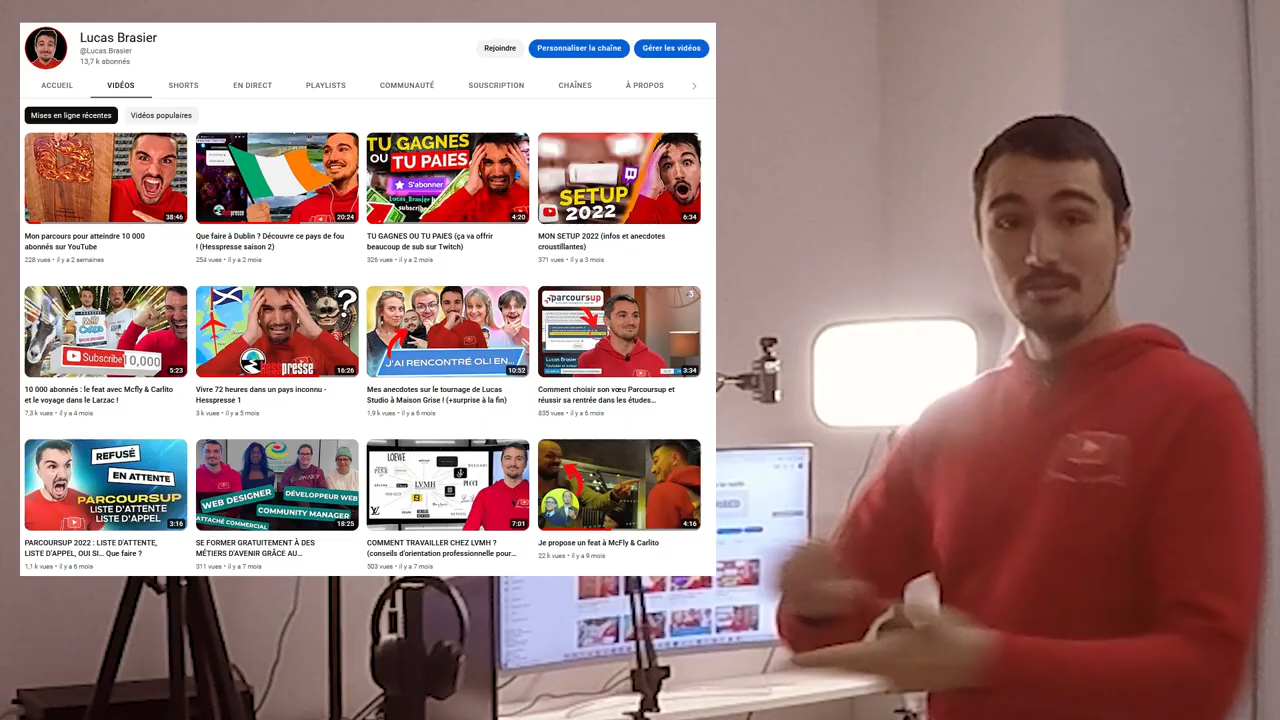 Lucas Brasier
@Lucas.Brasier
13,7 k abonnés
Rejoindre
Personnaliser la chaîne
Gérer les vidéos
ACCUEIL
VIDÉOS
SHORTS
EN DIRECT
PLAYLISTS
COMMUNAUTÉ
SOUSCRIPTION
CHAÎNES
À PROPOS
Mises en ligne récentes
Vidéos populaires
38:46
Mon parcours pour atteindre 10 000
abonnés sur YouTube
228 vues • il y a 2 semaines
20:24
Que faire à Dublin ? Découvre ce pays de fou
! (Hesspresse saison 2)
254 vues • il y a 2 mois
TU GAGNES
OU TU PAIES
S'abonner
Lucas_Brasier
4:20
TU GAGNES OU TU PAIES (ça va offrir
beaucoup de sub sur Twitch)
326 vues • il y a 2 mois
SETUP
2022
6:34
MON SETUP 2022 (infos et anecdotes
croustillantes)
371 vues • il y a 3 mois
Subscribe 10,000
5:23
10 000 abonnés : le feat avec Mcfly & Carlito
et le voyage dans le Larzac !
7,3 k vues • il y a 4 mois
?
HESSPRESSE
16:26
Vivre 72 heures dans un pays inconnu -
Hesspresse 1
3 k vues • il y a 5 mois
J'AI RENCONTRÉ OLI EN...
10:52
Mes anecdotes sur le tournage de Lucas
Studio à Maison Grise ! (+surprise à la fin)
1,9 k vues • il y a 6 mois
parcoursup
.3
Lucas Brasier
3:34
Comment choisir son vœu Parcoursup et
réussir sa rentrée dans les études...
835 vues • il y a 6 mois
REFUSÉ
EN ATTENTE
PARCOURSUP
LISTE D'ATTENTE
LISTE D'APPEL
3:16
PARCOURSUP 2022 : LISTE D'ATTENTE,
LISTE D'APPEL, OUI SI... Que faire ?
1,1 k vues • il y a 6 mois
WEB DESIGNER
DÉVELOPPEUR WEB
COMMUNITY MANAGER
ATTACHÉ COMMERCIAL
18:25
SE FORMER GRATUITEMENT À DES
MÉTIERS D'AVENIR GRÂCE AU...
311 vues • il y a 7 mois
LOEWE
LVMH
BVLGARI
7:01
COMMENT TRAVAILLER CHEZ LVMH ?
(conseils d'orientation professionnelle pour...
503 vues • il y a 7 mois
4:16
Je propose un feat à McFly & Carlito
22 k vues • il y a 9 mois